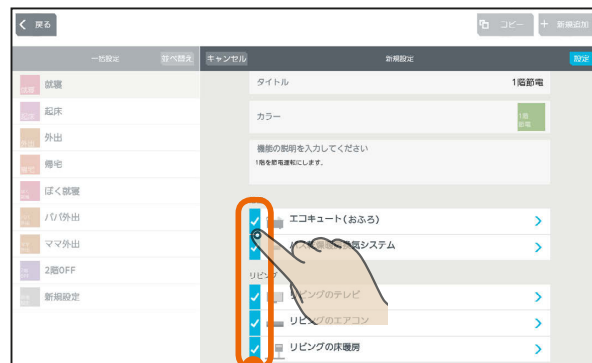 戻る
コピー
新規追加
一括設定
並べ替え
キャンセル
新規設定
設定
就寝
起床
外出
帰宅
ぼく就寝
パパ外出
ママ外出
2階OFF
新規設定
タイトル
1階節電
カラー
1階
節電
機能の説明を入力してください
1階を節電運転にします。
エコキュート(おふろ)
気システム
リビング
リビングのテレビ
リビングのエアコン
リビングの床暖房